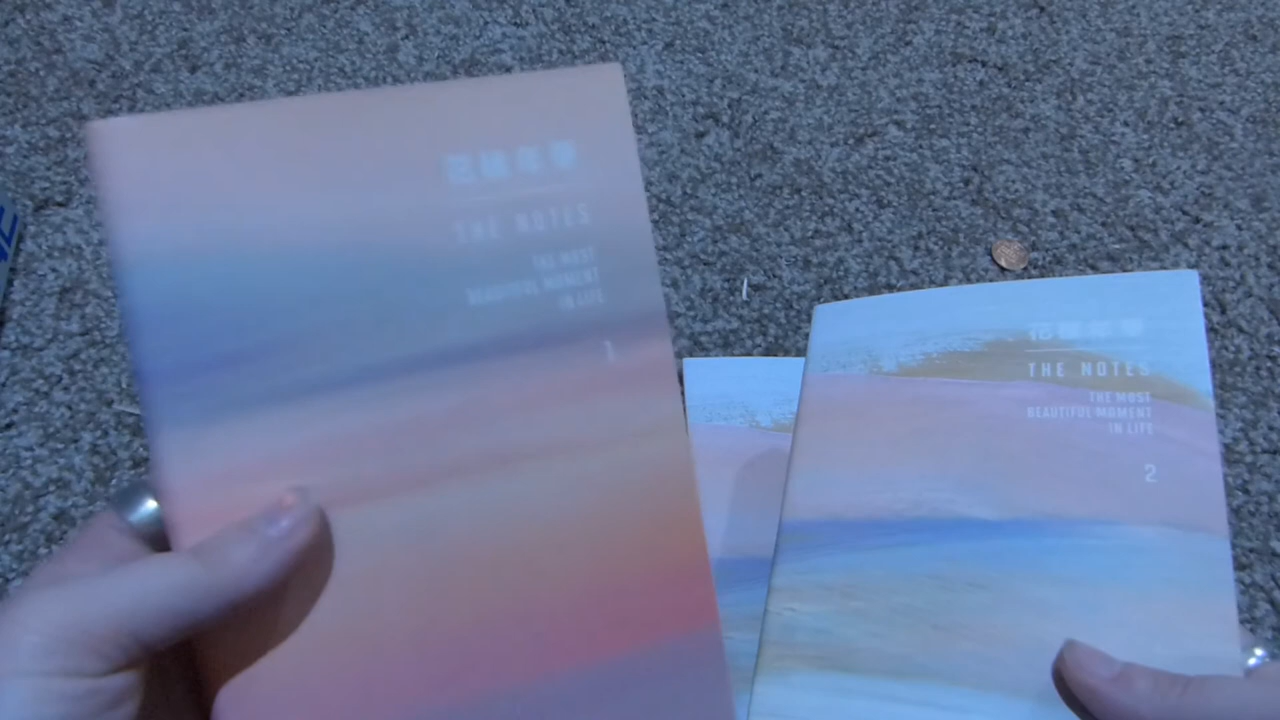 花樣年華
THE NOTES
THE MOST
BEAUTIFUL MOMENT
IN LIFE
1
花樣年華
THE NOTES
THE MOST
BEAUTIFUL MOMENT
IN LIFE
2